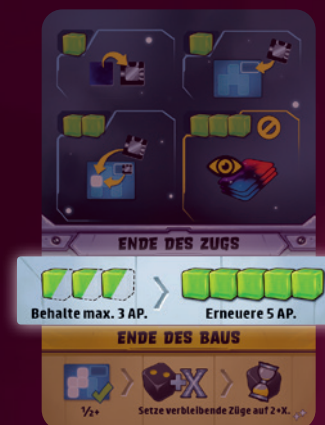 ENDE DES ZUGS
Behalte max. 3 AP. Erneuere 5 AP.
ENDE DES BAUS
+X
½+ Setze verbleibende Züge auf 2+X.